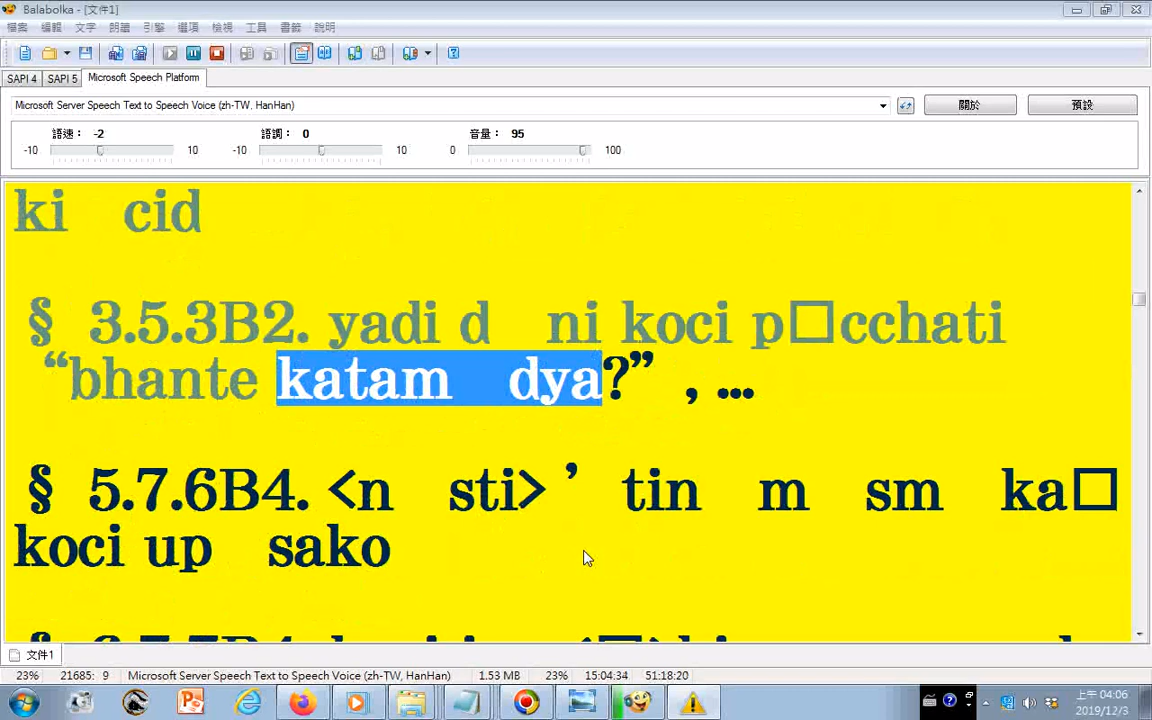 Balabolka - [文件1]
檔案 編輯 文字 朗讀 引擎 選項 檢視 工具 書籤 說明
SAPI 4 SAPI 5 Microsoft Speech Platform
Microsoft Server Speech Text to Speech Voice (zh-TW, HanHan) 關於 預設
語速： -2 語調： 0 音量： 95
-10 10 -10 10 0 100
ki cid
§ 3.5.3B2. yadi d ni koci p□cchati
“bhante katam dya?” , ...
§ 5.7.6B4. <n sti> ’ tin m sm ka□
koci up sako
文件1
23% 21685: 9 Microsoft Server Speech Text to Speech Voice (zh-TW, HanHan) 1.53 MB 23% 15:04:34 51:18:20
上午 04:06
2019/12/3